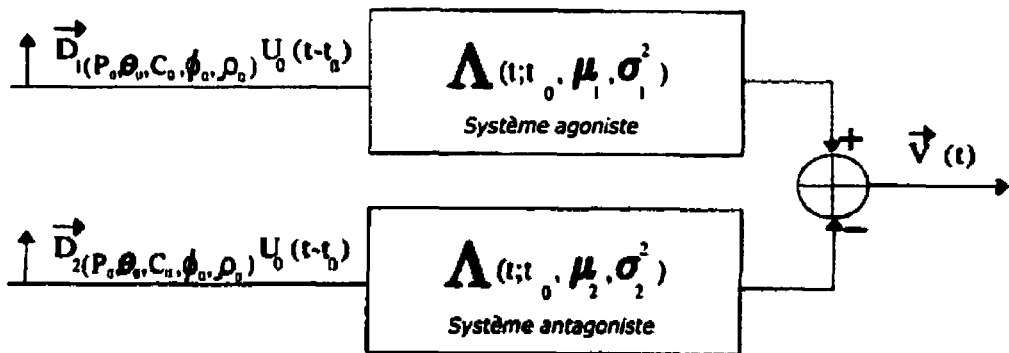 D₁(P₀,θ₀,C₀,ϕ₀,ρ₀) U₀(t-t₀)
Λ(t;t₀,μ₁,σ₁²)
Système agoniste
+
V(t)
D₂(P₀,θ₀,C₀,ϕ₀,ρ₀) U₀(t-t₀)
−
Λ(t;t₀,μ₂,σ₂²)
Système antagoniste